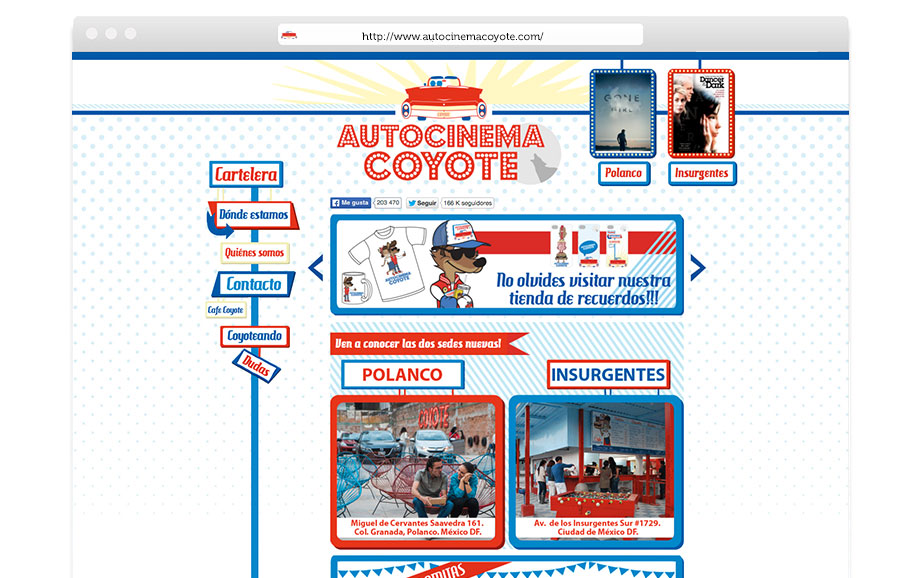 http://www.autocinemacoyote.com/
GONE
GIRL
Dancer
Dark
AUTOCINEMA
COYOTE
Polanco
Insurgentes
Cartelera
Dónde estamos
Quiénes somos
Contacto
Cafe Coyote
Coyoteando
Dudas
Me gusta
203 470
Seguir
166 K seguidores
AUTOCINEMA
COYOTE
No olvides visitar nuestra
tienda de recuerdos!!!
Ven a conocer las dos sedes nuevas!
POLANCO
INSURGENTES
COYOTE
Miguel de Cervantes Saavedra 161.
Col. Granada, Polanco. México DF.
Av. de los Insurgentes Sur #1729.
Ciudad de México DF.